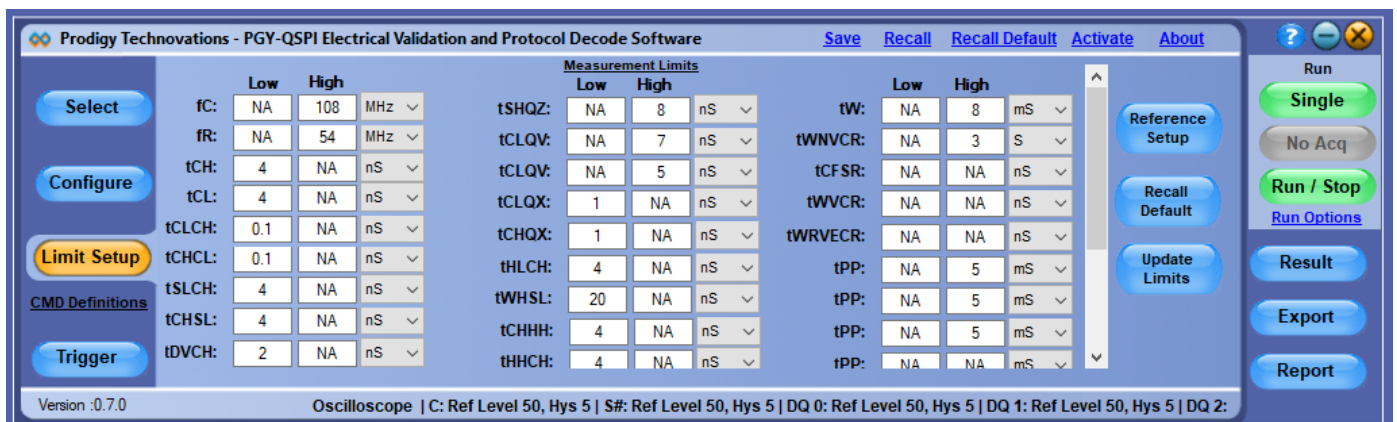 Prodigy Technovations - PGY-QSPI Electrical Validation and Protocol Decode Software Save Recall Recall Default Activate About
Measurement Limits
Low High Low High Low High
Select
Configure
Limit Setup
CMD Definitions
Trigger
fC: NA 108 MHz
fR: NA 54 MHz
tCH: 4 NA nS
tCL: 4 NA nS
tCLCH: 0.1 NA nS
tCHCL: 0.1 NA nS
tSLCH: 4 NA nS
tCHSL: 4 NA nS
tDVCH: 2 NA nS
tSHQZ: NA 8 nS
tCLQV: NA 7 nS
tCLQV: NA 5 nS
tCLQX: 1 NA nS
tCHQX: 1 NA nS
tHLCH: 4 NA nS
tWHSL: 20 NA nS
tCHHH: 4 NA nS
tHHCH: 4 NA nS
tW: NA 8 mS
tWNVCR: NA 3 S
tCFSR: NA NA nS
tWVCR: NA NA nS
tWRVECR: NA NA nS
tPP: NA 5 mS
tPP: NA 5 mS
tPP: NA 5 mS
tPP: NA NA mS
Reference
Setup
Recall
Default
Update
Limits
?
Run
Single
No Acq
Run / Stop
Run Options
Result
Export
Report
Version :0.7.0 Oscilloscope | C: Ref Level 50, Hys 5 | S#: Ref Level 50, Hys 5 | DQ 0: Ref Level 50, Hys 5 | DQ 1: Ref Level 50, Hys 5 | DQ 2: